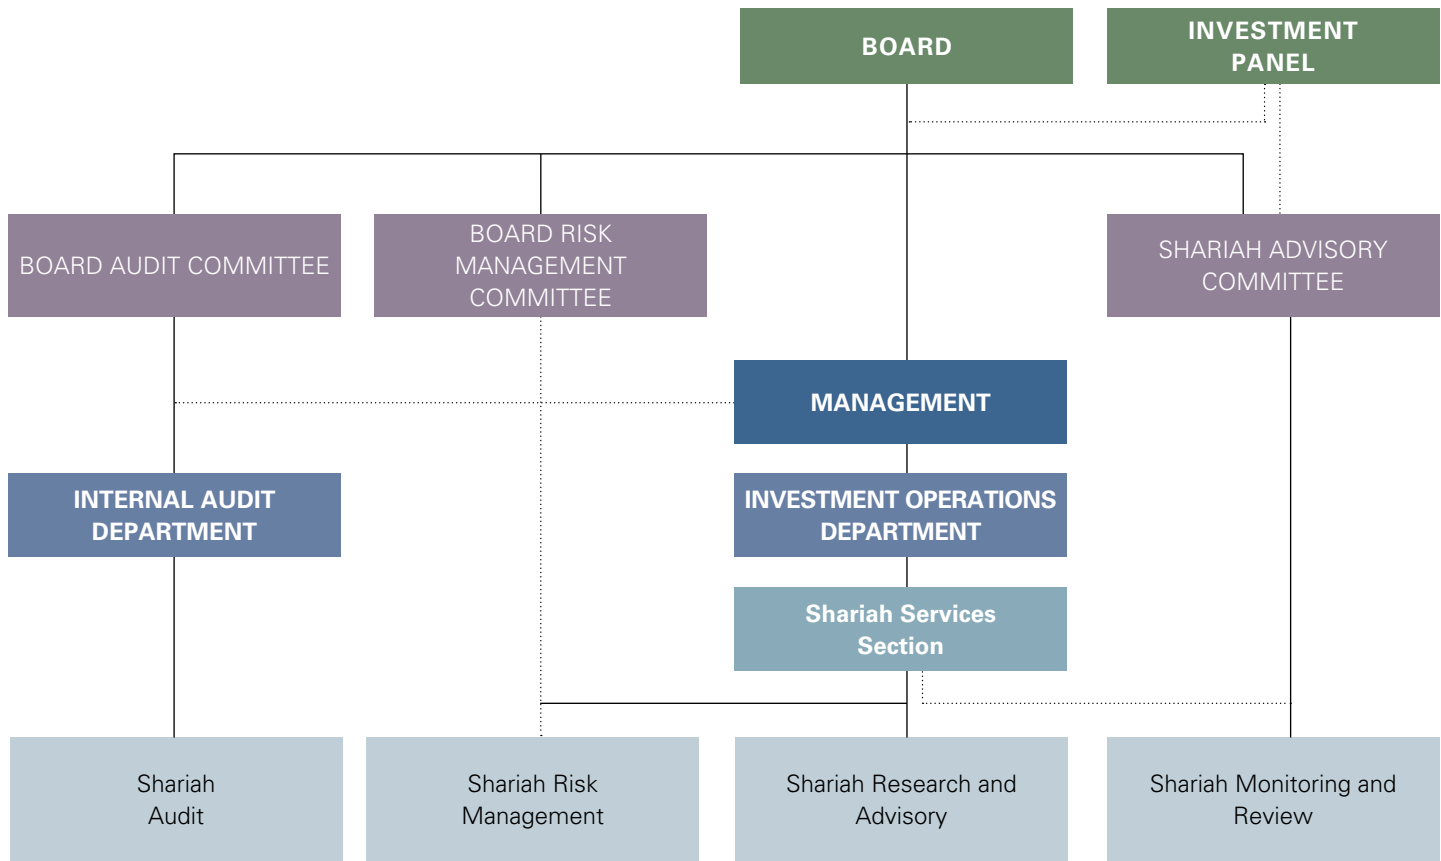 BOARD
INVESTMENT
PANEL
BOARD AUDIT COMMITTEE
BOARD RISK
MANAGEMENT
COMMITTEE
SHARIAH ADVISORY
COMMITTEE
MANAGEMENT
INTERNAL AUDIT
DEPARTMENT
INVESTMENT OPERATIONS
DEPARTMENT
Shariah Services
Section
Shariah
Audit
Shariah Risk
Management
Shariah Research and
Advisory
Shariah Monitoring and
Review